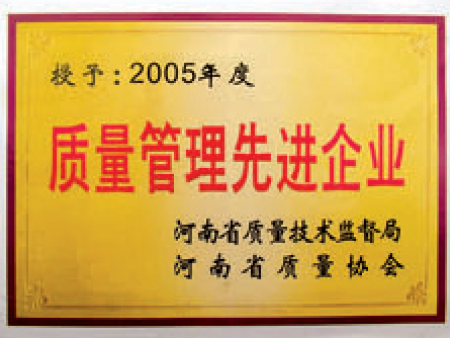 授予:2005年度
质量管理先进企业
河南省质量技术监督局
河南省质量协会